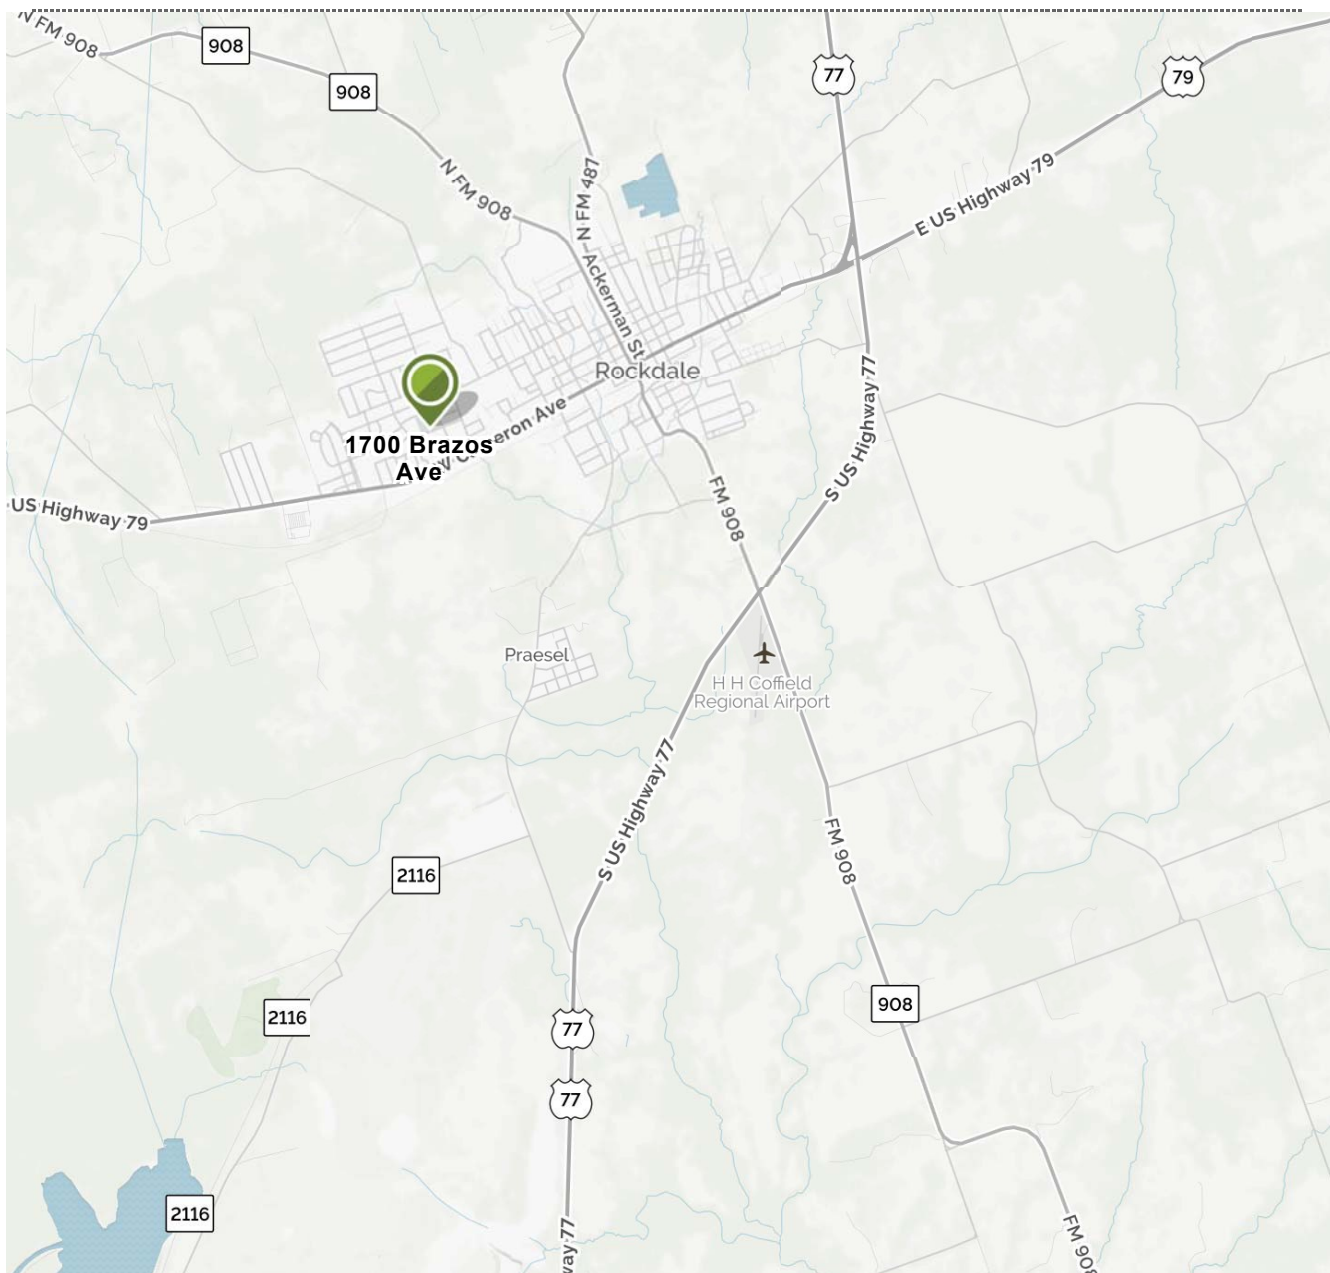 N FM 908
908
77
79
908
N FM 908
N FM 487
E US Highway 79
Ackerman St
Rockdale
S US Highway 77
1700 Brazos
Ave
W Cameron Ave
US Highway 79
FM 908
Praesel
H H Coffield
Regional Airport
S US Highway 77
FM 908
2116
908
2116
77
77
2116
FM 908
way 77